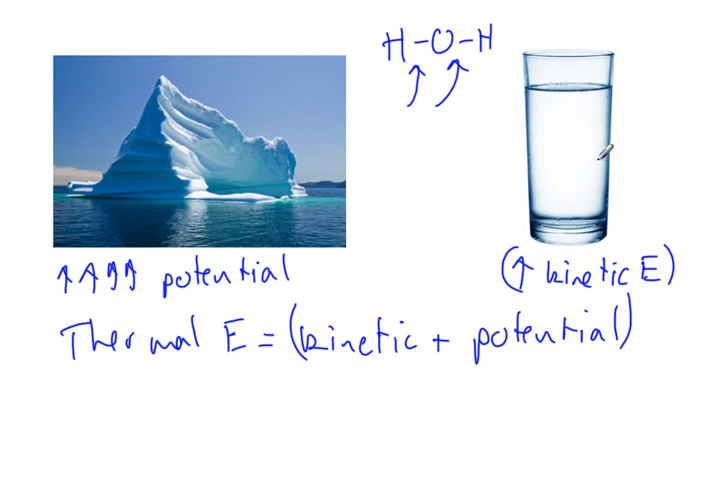 H-O-H
↑↑↑↑ potential
(↑ kinetic E)
Thermal E = (kinetic + potential)